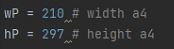 wP = 210 # width a4
hP = 297 # height a4